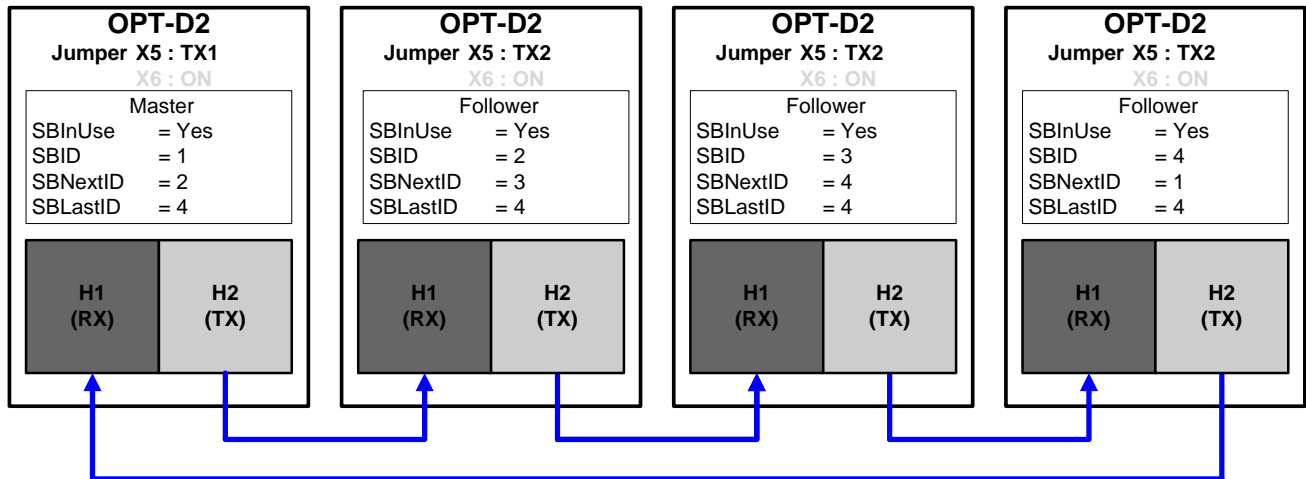 OPT-D2
Jumper X5 : TX1
X6 : ON
Master
SBInUse = Yes
SBID = 1
SBNextID = 2
SBLastID = 4
H1 (RX)
H2 (TX)
OPT-D2
Jumper X5 : TX2
X6 : ON
Follower
SBInUse = Yes
SBID = 2
SBNextID = 3
SBLastID = 4
H1 (RX)
H2 (TX)
OPT-D2
Jumper X5 : TX2
X6 : ON
Follower
SBInUse = Yes
SBID = 3
SBNextID = 4
SBLastID = 4
H1 (RX)
H2 (TX)
OPT-D2
Jumper X5 : TX2
X6 : ON
Follower
SBInUse = Yes
SBID = 4
SBNextID = 1
SBLastID = 4
H1 (RX)
H2 (TX)